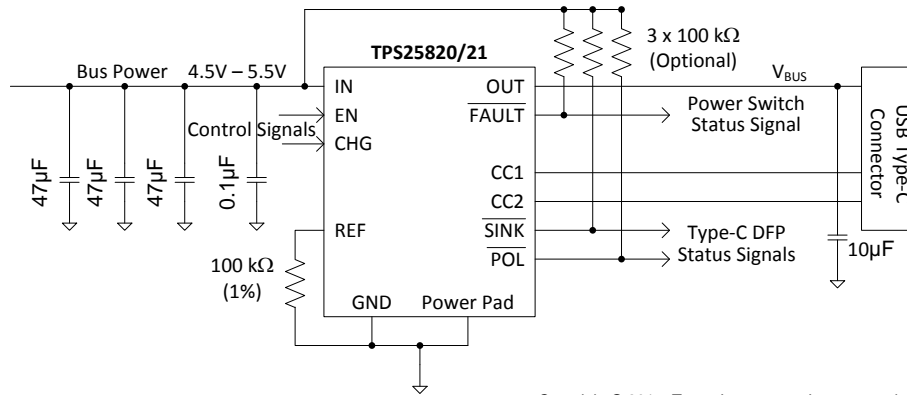 TPS25820/21
3 x 100 kΩ
(Optional)
Bus Power
4.5V – 5.5V
IN
OUT
V_BUS
EN
FAULT
Power Switch
Status Signal
Control Signals
CHG
USB Type-C
Connector
47µF
47µF
47µF
0.1µF
CC1
CC2
REF
SINK
Type-C DFP
Status Signals
POL
10µF
100 kΩ
(1%)
GND
Power Pad